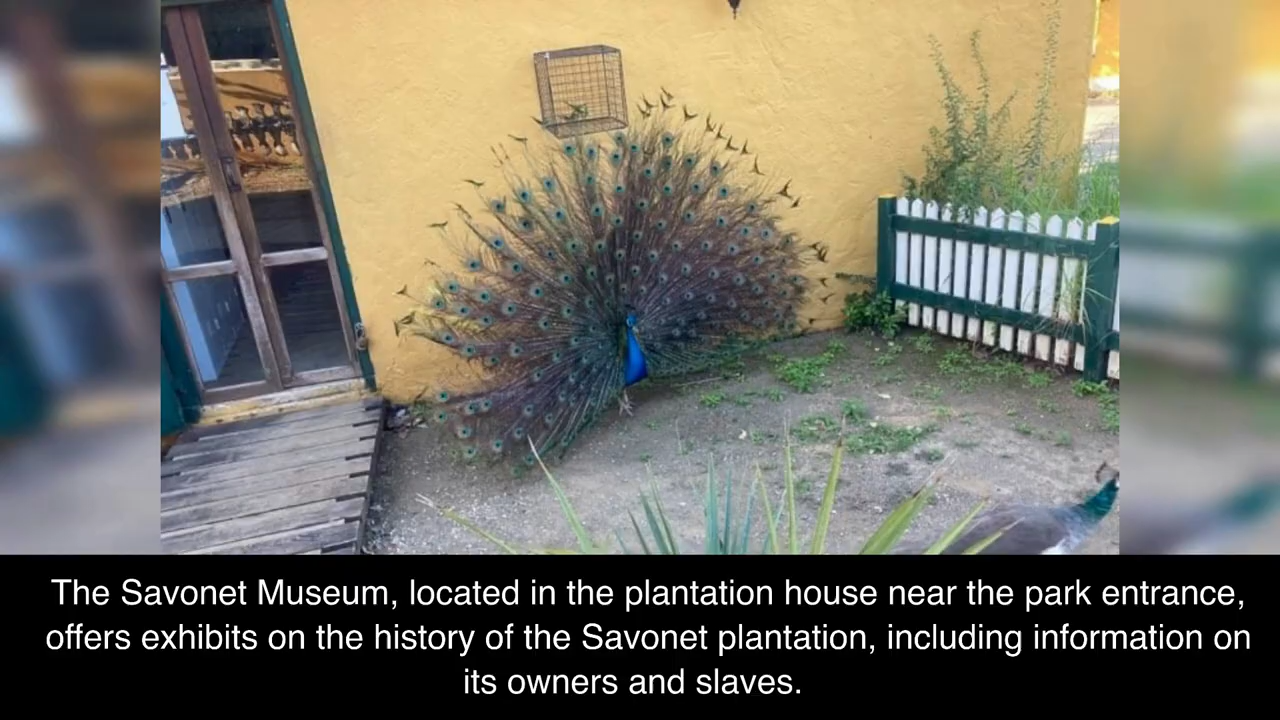 The Savonet Museum, located in the plantation house near the park entrance,
offers exhibits on the history of the Savonet plantation, including information on
its owners and slaves.